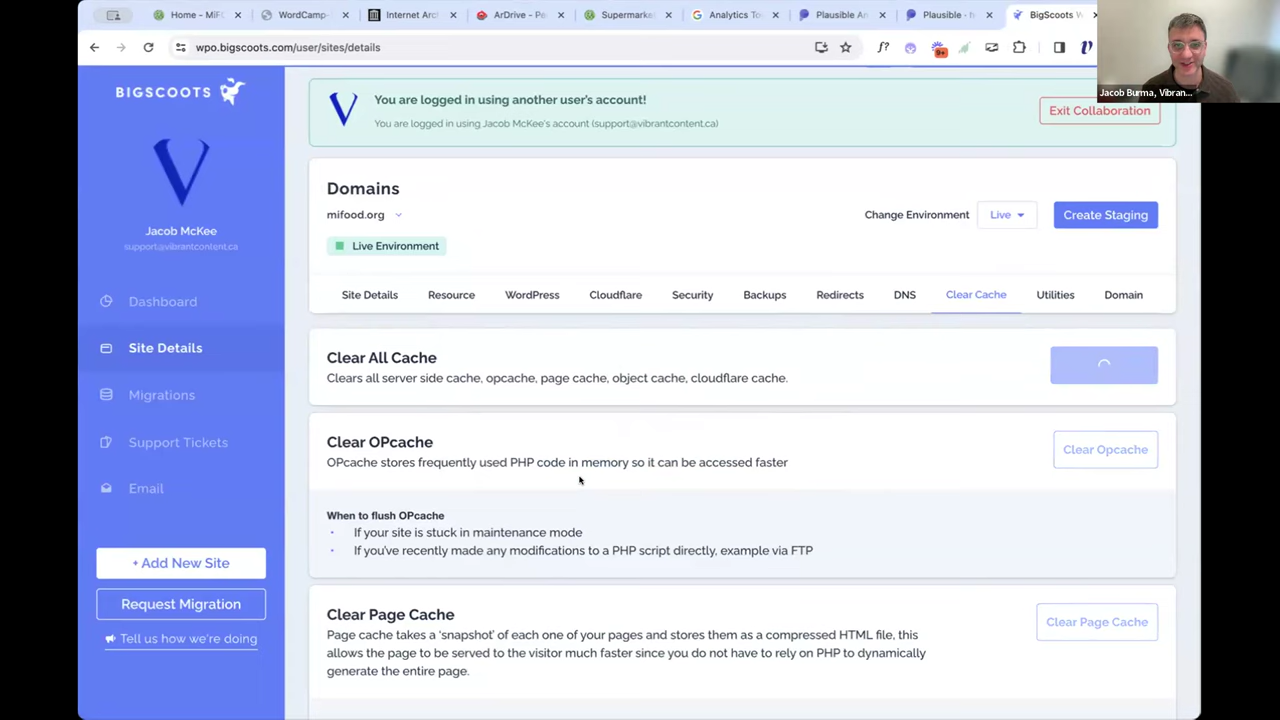 Home – MiFO
WordCamp-
Internet Arc
ArDrive - Pe
Supermarke
Analytics To
Plausible An
Plausible - h
BigScoots W
wpo.bigscoots.com/user/sites/details
9+
Jacob Burma, Vibran...
BIGSCOOTS
You are logged in using another user's account!
You are logged in using Jacob McKee's account (support@vibrantcontent.ca)
Exit Collaboration
Jacob McKee
support@vibrantcontent.ca
Dashboard
Site Details
Migrations
Support Tickets
Email
+ Add New Site
Request Migration
Tell us how we're doing
Domains
mifood.org
Live Environment
Change Environment
Live
Create Staging
Site Details
Resource
WordPress
Cloudflare
Security
Backups
Redirects
DNS
Clear Cache
Utilities
Domain
Clear All Cache
Clears all server side cache, opcache, page cache, object cache, cloudflare cache.
Clear OPcache
OPcache stores frequently used PHP code in memory so it can be accessed faster
Clear Opcache
When to flush OPcache
• If your site is stuck in maintenance mode
• If you've recently made any modifications to a PHP script directly, example via FTP
Clear Page Cache
Page cache takes a 'snapshot' of each one of your pages and stores them as a compressed HTML file, this
allows the page to be served to the visitor much faster since you do not have to rely on PHP to dynamically
generate the entire page.
Clear Page Cache